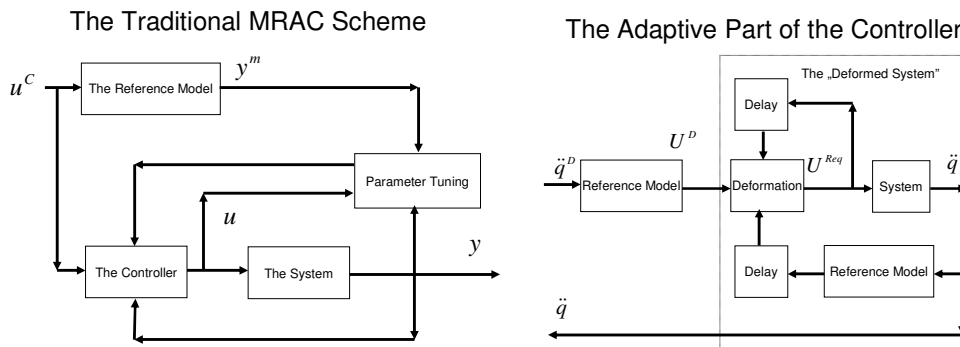 The Traditional MRAC Scheme
u^C
The Reference Model
y^m
Parameter Tuning
u
y
The Controller
The System
The Adaptive Part of the Controller
The „Deformed System”
Delay
U^D
U^Req
q̈^D
q̈
Reference Model
Deformation
System
Delay
Reference Model
q̈